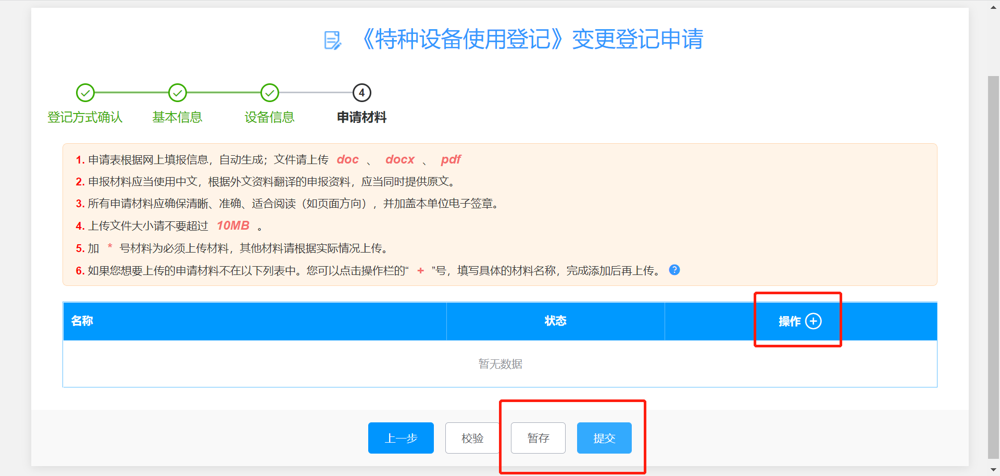 《特种设备使用登记》变更登记申请
4
登记方式确认 基本信息 设备信息 申请材料
1. 申请表根据网上填报信息，自动生成；文件请上传 doc 、 docx 、 pdf
2. 申报材料应当使用中文，根据外文资料翻译的申报资料，应当同时提供原文。
3. 所有申请材料应确保清晰、准确、适合阅读（如页面方向），并加盖本单位电子签章。
4. 上传文件大小请不要超过 10MB 。
5. 加 * 号材料为必须上传材料，其他材料请根据实际情况上传。
6. 如果您想要上传的申请材料不在以下列表中。您可以点击操作栏的“ + ”号，填写具体的材料名称，完成添加后再上传。 ?
名称 状态 操作 +
暂无数据
上一步 校验 暂存 提交